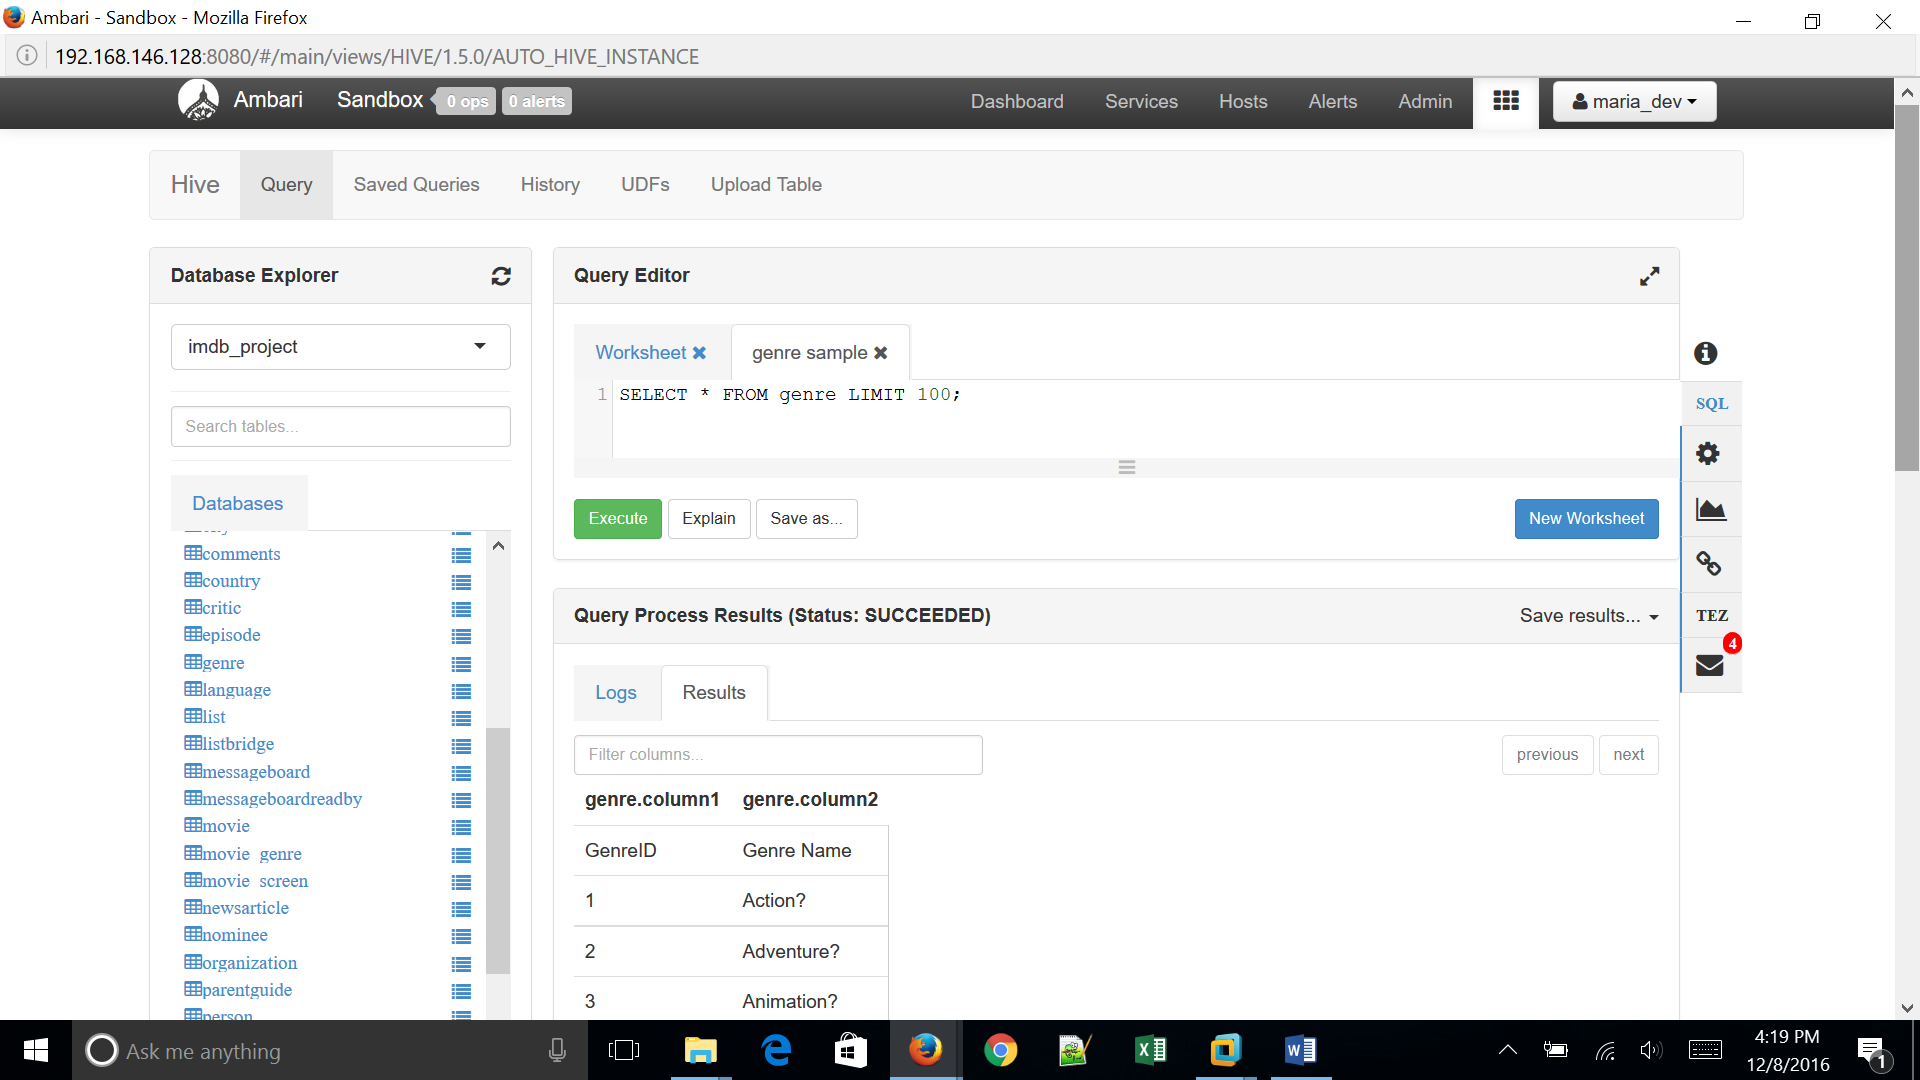 Ambari - Sandbox - Mozilla Firefox
192.168.146.128:8080/#/main/views/HIVE/1.5.0/AUTO_HIVE_INSTANCE
Ambari Sandbox 0 ops 0 alerts Dashboard Services Hosts Alerts Admin maria_dev
Hive Query Saved Queries History UDFs Upload Table
Database Explorer
imdb_project
Search tables...
Databases
comments
country
critic
episode
genre
language
list
listbridge
messageboard
messageboardreadby
movie
movie_genre
movie_screen
newsarticle
nominee
organization
parentguide
person
Query Editor
Worksheet genre sample
1 SELECT * FROM genre LIMIT 100;
Execute Explain Save as... New Worksheet
SQL
TEZ
4
Query Process Results (Status: SUCCEEDED) Save results...
Logs Results
Filter columns... previous next
genre.column1 genre.column2
GenreID Genre Name
1 Action?
2 Adventure?
3 Animation?
Ask me anything
4:19 PM
12/8/2016
1